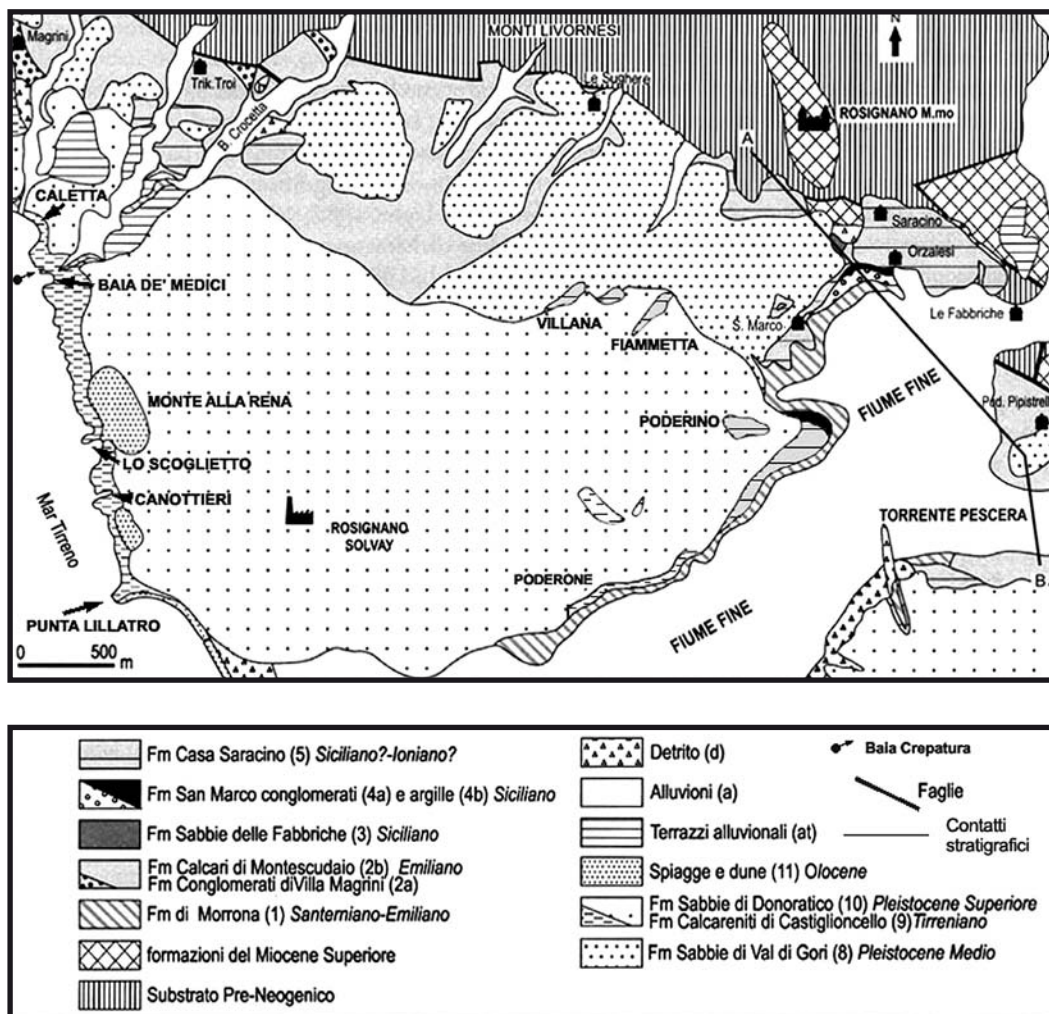 Magrini
Trik.Troi
B. Crocetta
MONTI LIVORNESI
Le Sughere
N
A
ROSIGNANO M.mo
CALETTA
Saracino
Orzalesi
BAIA DE' MEDICI
VILLANA
FIAMMETTA
S. Marco
Le Fabbriche
FIUME FINE
MONTE ALLA RENA
PODERINO
Pod. Pipistrell
LO SCOGLIETTO
CANOTTIERI
Mar Tirreno
ROSIGNANO
SOLVAY
TORRENTE PESCERA
PODERONE
B
PUNTA LILLATRO
FIUME FINE
0 500
m
Fm Casa Saracino (5) Siciliano?-Ioniano?
Fm San Marco conglomerati (4a) e argille (4b) Siciliano
Fm Sabbie delle Fabbriche (3) Siciliano
Fm Calcari di Montescudaio (2b) Emiliano
Fm Conglomerati diVilla Magrini (2a)
Fm di Morrona (1) Santerniano-Emiliano
formazioni del Miocene Superiore
Substrato Pre-Neogenico
Detrito (d)
Alluvioni (a)
Terrazzi alluvionali (at)
Spiagge e dune (11) Olocene
Fm Sabbie di Donoratico (10) Pleistocene Superiore
Fm Calcareniti di Castiglioncello (9) Tirreniano
Fm Sabbie di Val di Gori (8) Pleistocene Medio
Baia Crepatura
Faglie
Contatti
stratigrafici